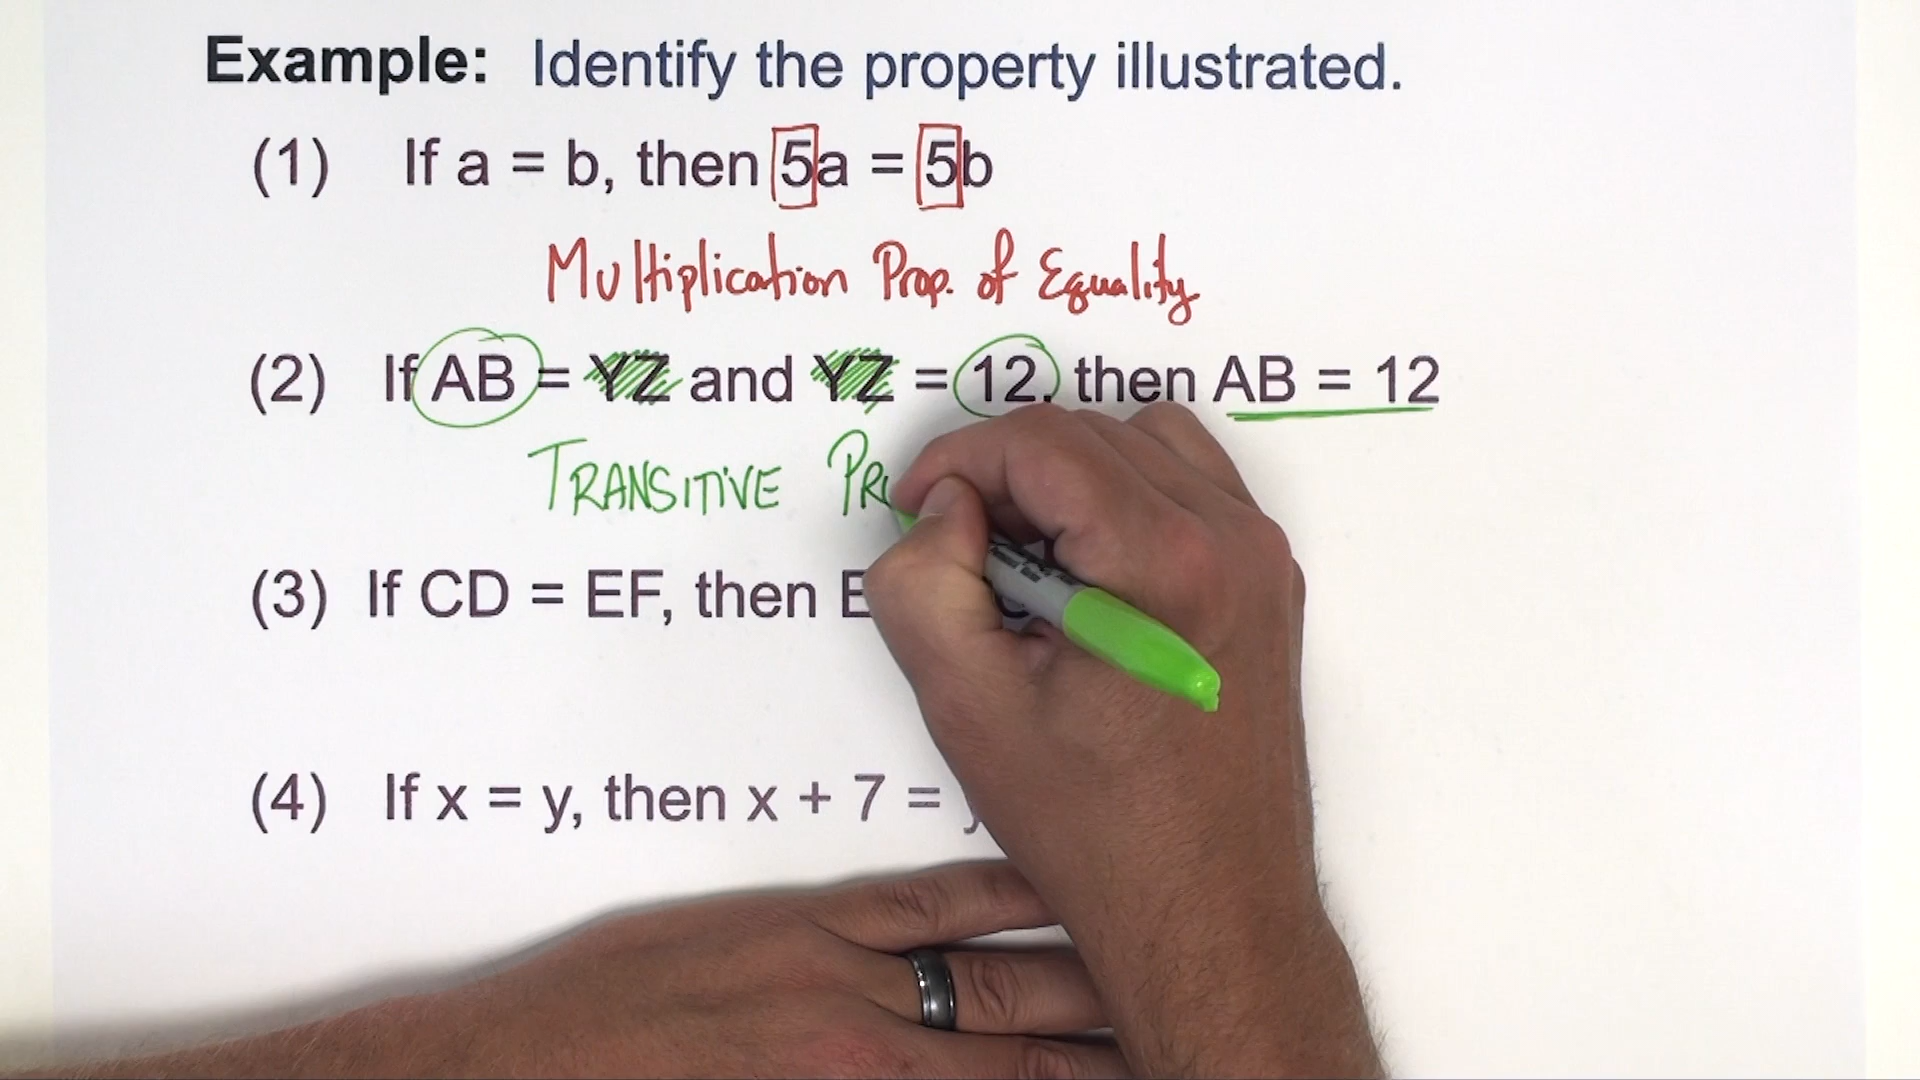 Example: Identify the property illustrated.
(1) If a = b, then 5a = 5b
Multiplication Prop. of Equality
(2) If AB = YZ and YZ = 12, then AB = 12
TRANSITIVE
(3) If CD = EF, then
(4) If x = y, then x + 7 =